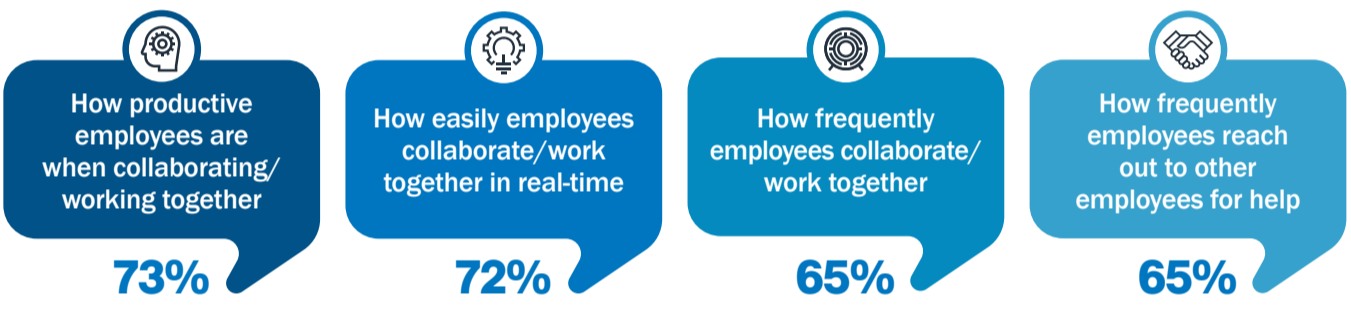 How productive
employees are
when collaborating/
working together
73%
How easily employees
collaborate/work
together in real-time
72%
How frequently
employees collaborate/
work together
65%
How frequently
employees reach
out to other
employees for help
65%